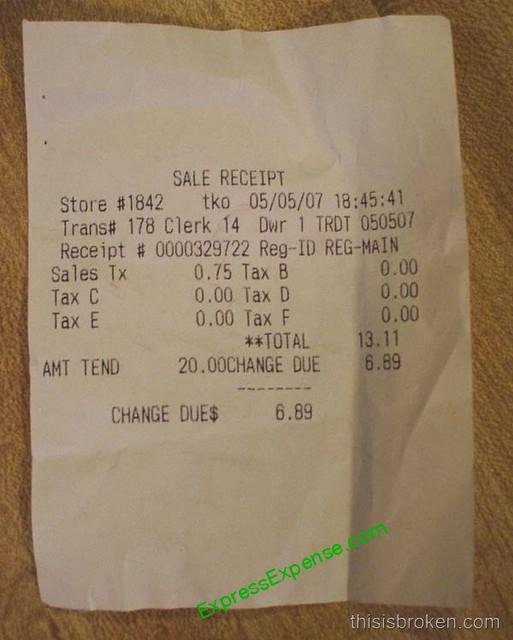 SALE RECEIPT
Store #1842 tko 05/05/07 18:45:41
Trans# 178 Clerk 14 Dwr 1 TRDT 050507
Receipt # 0000329722 Reg-ID REG-MAIN
Sales Tx 0.75 Tax B 0.00
Tax C 0.00 Tax D 0.00
Tax E 0.00 Tax F 0.00
**TOTAL 13.11
AMT TEND 20.00CHANGE DUE 6.89
--------
CHANGE DUE$ 6.89
ExpressExpense.com
thisisbroken.com